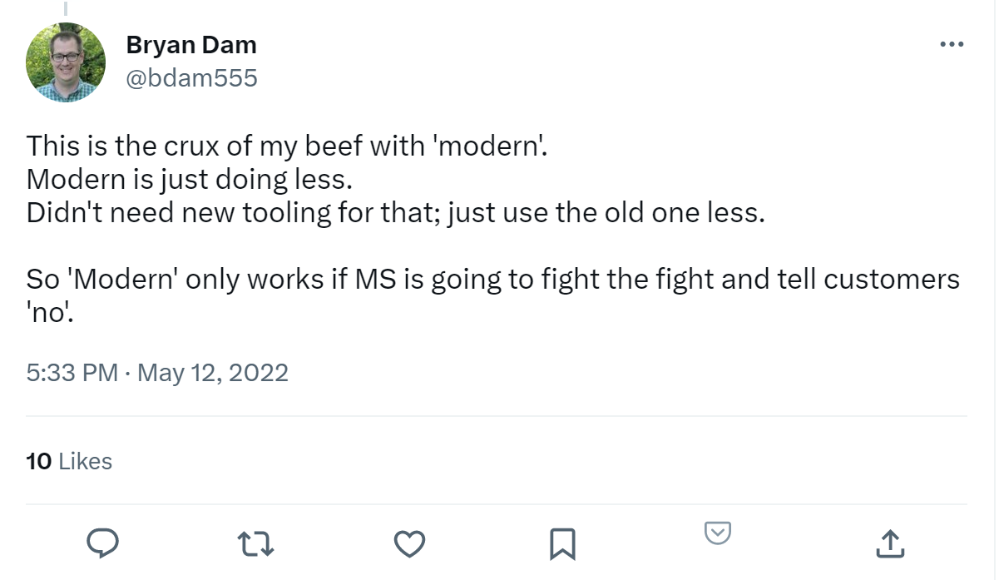 Bryan Dam
@bdam555
This is the crux of my beef with 'modern'.
Modern is just doing less.
Didn't need new tooling for that; just use the old one less.
So 'Modern' only works if MS is going to fight the fight and tell customers
'no'.
5:33 PM · May 12, 2022
10 Likes